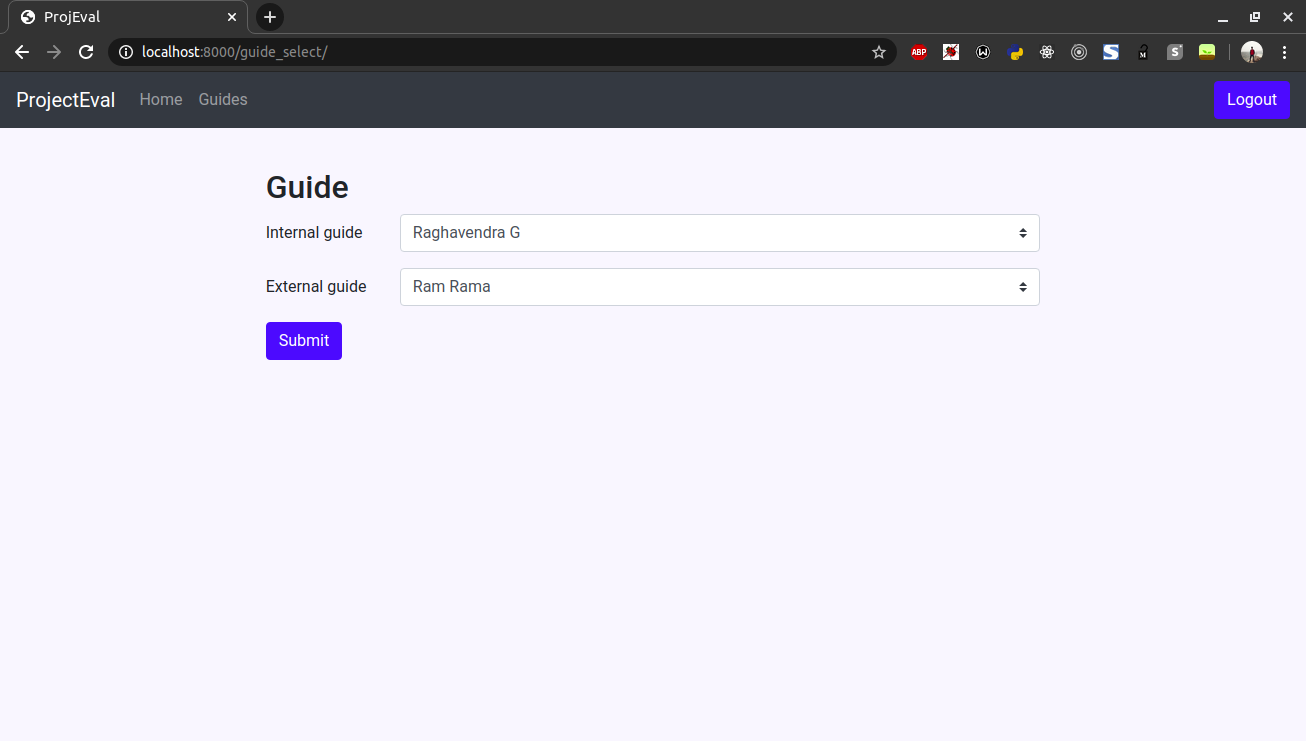 ProjEval
localhost:8000/guide_select/
ABP
M
S
ProjectEval Home Guides Logout
Guide
Internal guide Raghavendra G
External guide Ram Rama
Submit